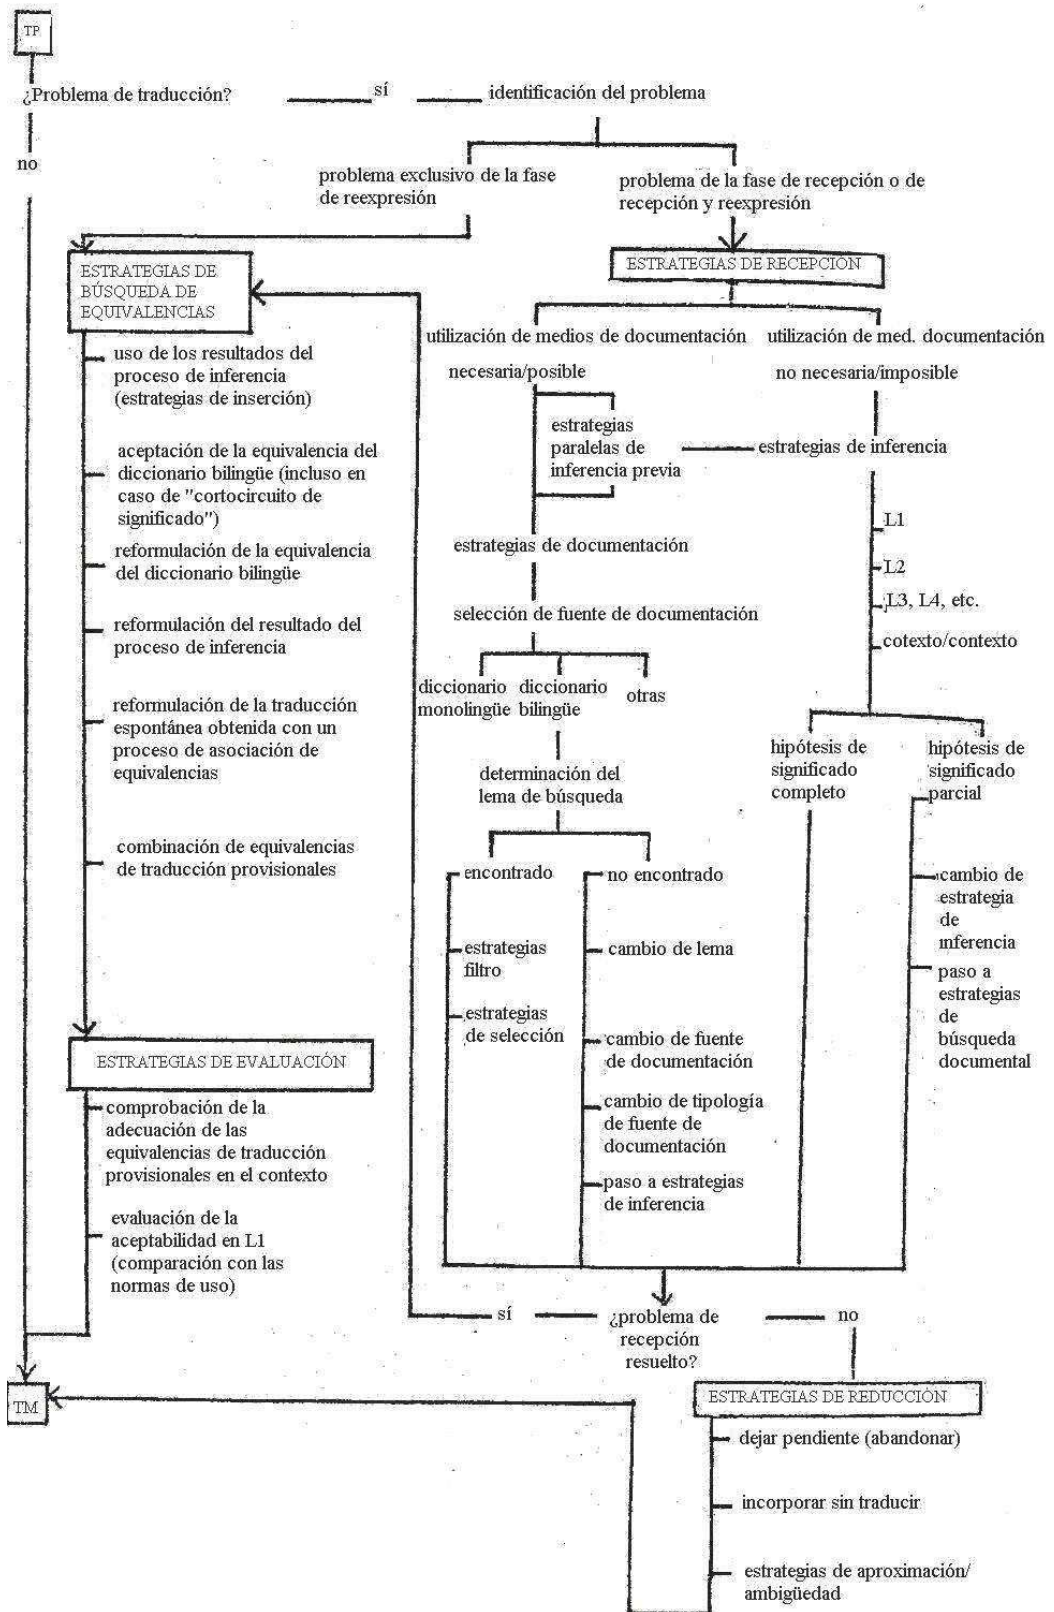 TP
¿Problema de traducción?
sí
identificación del problema
no
problema exclusivo de la fase
de reexpresión
problema de la fase de recepción o de
recepción y reexpresión
ESTRATEGIAS DE
BÚSQUEDA DE
EQUIVALENCIAS
ESTRATEGIAS DE RECEPCIÓN
utilización de medios de documentación
necesaria/posible
utilización de med. documentación
no necesaria/imposible
uso de los resultados del
proceso de inferencia
(estrategias de inserción)
aceptación de la equivalencia del
diccionario bilingüe (incluso en
caso de "cortocircuito de
significado")
reformulación de la equivalencia
del diccionario bilingüe
reformulación del resultado del
proceso de inferencia
reformulación de la traducción
espontánea obtenida con un
proceso de asociación de
equivalencias
combinación de equivalencias
de traducción provisionales
estrategias
paralelas de
inferencia previa
estrategias de inferencia
estrategias de documentación
selección de fuente de documentación
diccionario
monolingüe
diccionario
bilingüe
otras
L1
L2
L3, L4, etc.
cotexto/contexto
determinación del
lema de búsqueda
hipótesis de
significado
completo
hipótesis de
significado
parcial
encontrado
estrategias
filtro
estrategias
de selección
no encontrado
cambio de lema
cambio de fuente
de documentación
cambio de tipología
de fuente de
documentación
paso a estrategias
de inferencia
cambio de
estrategia
de
inferencia
paso a
estrategias
de
búsqueda
documental
ESTRATEGIAS DE EVALUACIÓN
comprobación de la
adecuación de las
equivalencias de traducción
provisionales en el contexto
evaluación de la
aceptabilidad en L1
(comparación con las
normas de uso)
sí
¿problema de
recepción
resuelto?
no
TM
ESTRATEGIAS DE REDUCCIÓN
dejar pendiente (abandonar)
incorporar sin traducir
estrategias de aproximación/
ambigüedad